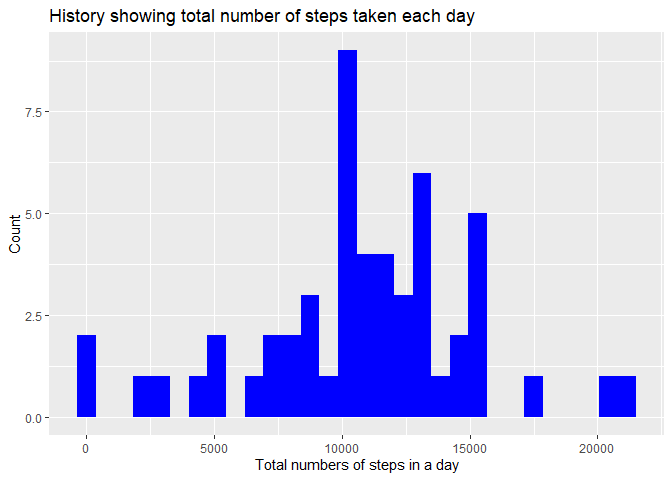 History showing total number of steps taken each day
7.5
5.0
2.5
0.0
Count
0 5000 10000 15000 20000
Total numbers of steps in a day